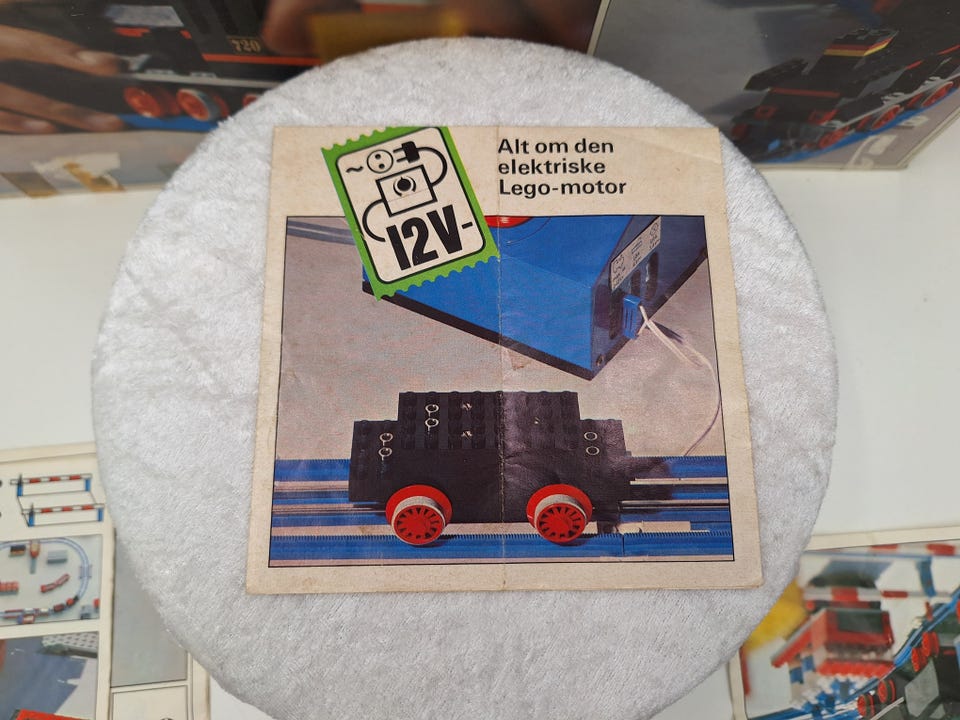 720
Alt om den
elektriske
Lego-motor
12V-